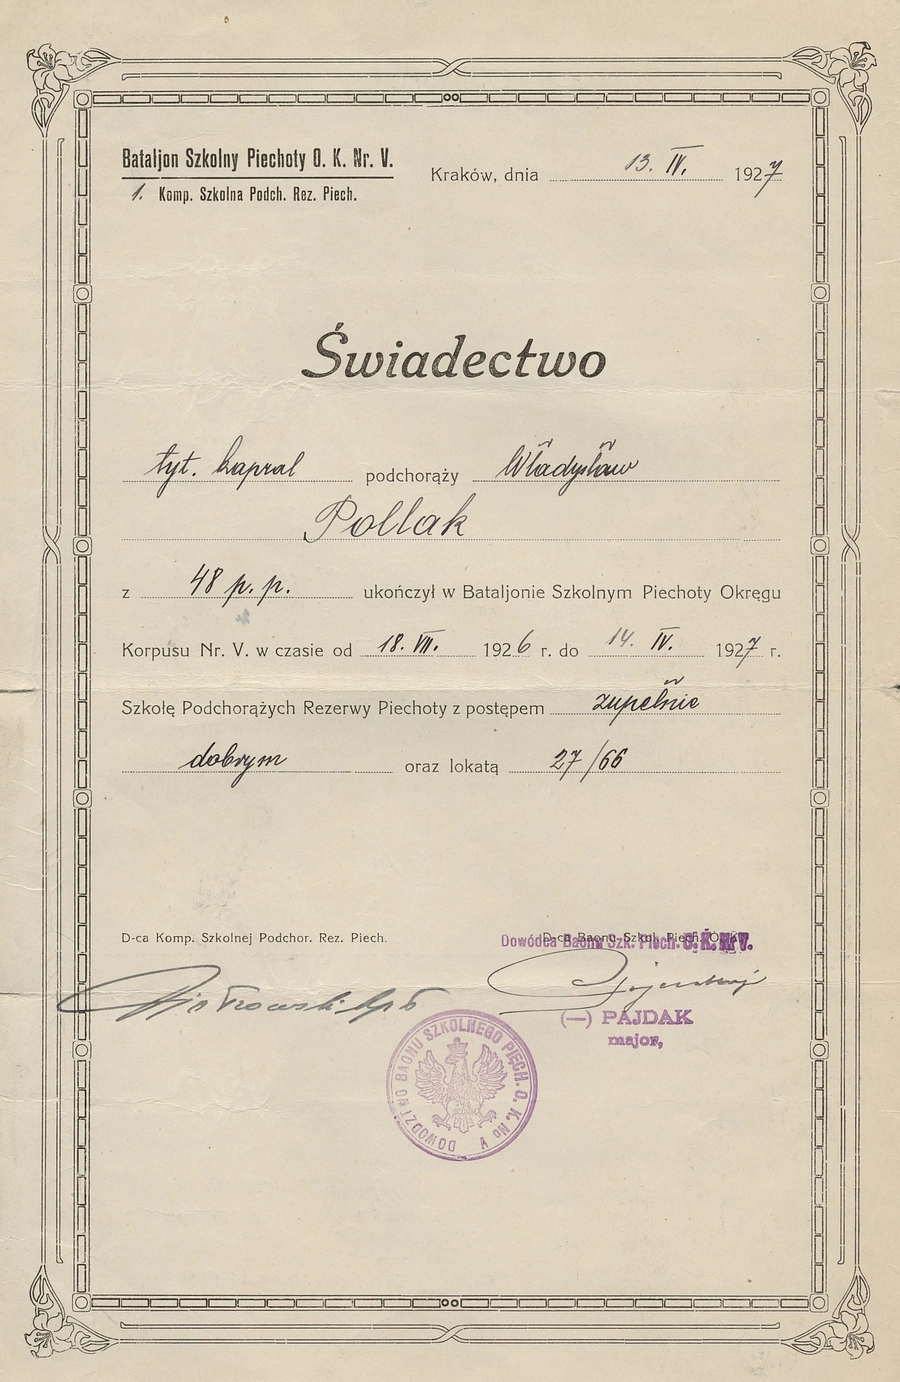 Bataljon Szkolny Piechoty O. K. Nr. V.
1. Komp. Szkolna Podch. Rez. Piech.
Kraków, dnia 13. IV. 1927
Świadectwo
tyt. kapral podchorąży Władysław
Pollak
z 48 p. p. ukończył w Bataljonie Szkolnym Piechoty Okręgu
Korpusu Nr. V. w czasie od 18. VII. 1926 r. do 14. IV. 1927 r.
Szkołę Podchorążych Rezerwy Piechoty z postępem zupełnie
dobrym oraz lokatą 27/66
D-ca Komp. Szkolnej Podchor. Rez. Piech.
D-ca Baonu Szkol. Piech. O. K.
Dowódca Baonu Szk. Piech. O. K. Nr V.
(—) PAJDAK
major,
DOWÓDZTWO BAONU SZKOLNEGO PIECH. O. K. No V